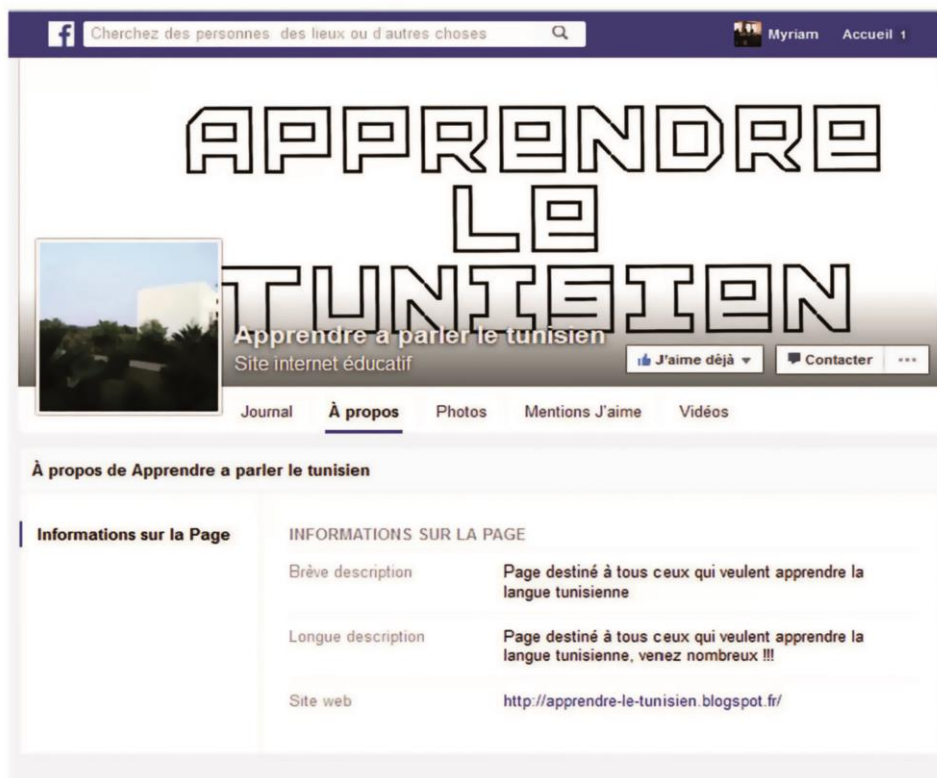 f Cherchez des personnes des lieux ou d autres choses Myriam Accueil 1
APPRENDRE
LE
TUNISIEN
Apprendre a parler le tunisien
Site internet éducatif
J'aime déjà Contacter ...
Journal À propos Photos Mentions J'aime Vidéos
À propos de Apprendre a parler le tunisien
Informations sur la Page
INFORMATIONS SUR LA PAGE
Brève description Page destiné à tous ceux qui veulent apprendre la
langue tunisienne
Longue description Page destiné à tous ceux qui veulent apprendre la
langue tunisienne, venez nombreux !!!
Site web http://apprendre-le-tunisien.blogspot.fr/